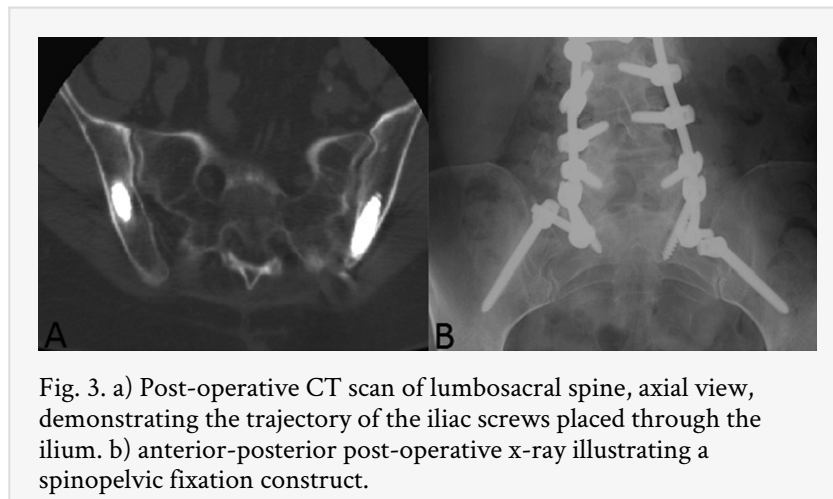 A
B
Fig. 3. a) Post-operative CT scan of lumbosacral spine, axial view,
demonstrating the trajectory of the iliac screws placed through the
ilium. b) anterior-posterior post-operative x-ray illustrating a
spinopelvic fixation construct.